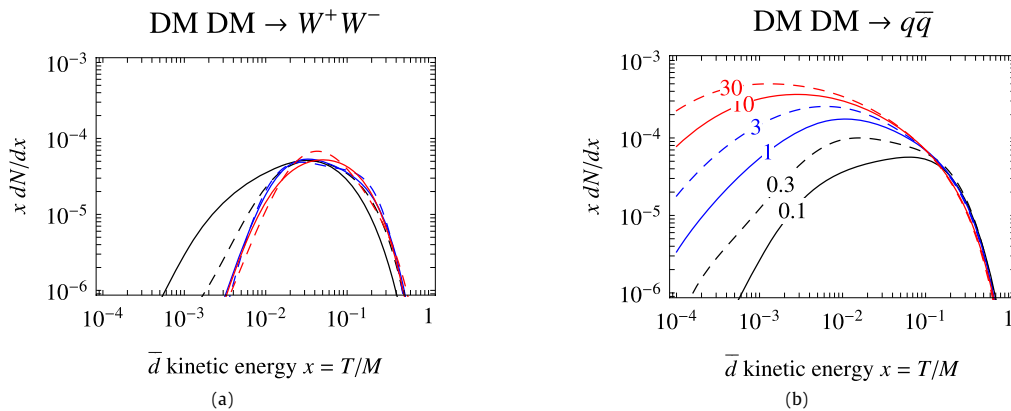 DM DM → W⁺W⁻
10⁻³
10⁻⁴
10⁻⁵
10⁻⁶
x dN/dx
10⁻⁴ 10⁻³ 10⁻² 10⁻¹ 1
d̅ kinetic energy x = T/M
(a)
DM DM → qq̅
10⁻³
10⁻⁴
10⁻⁵
10⁻⁶
x dN/dx
30
10
3
1
0.3
0.1
10⁻⁴ 10⁻³ 10⁻² 10⁻¹ 1
d̅ kinetic energy x = T/M
(b)